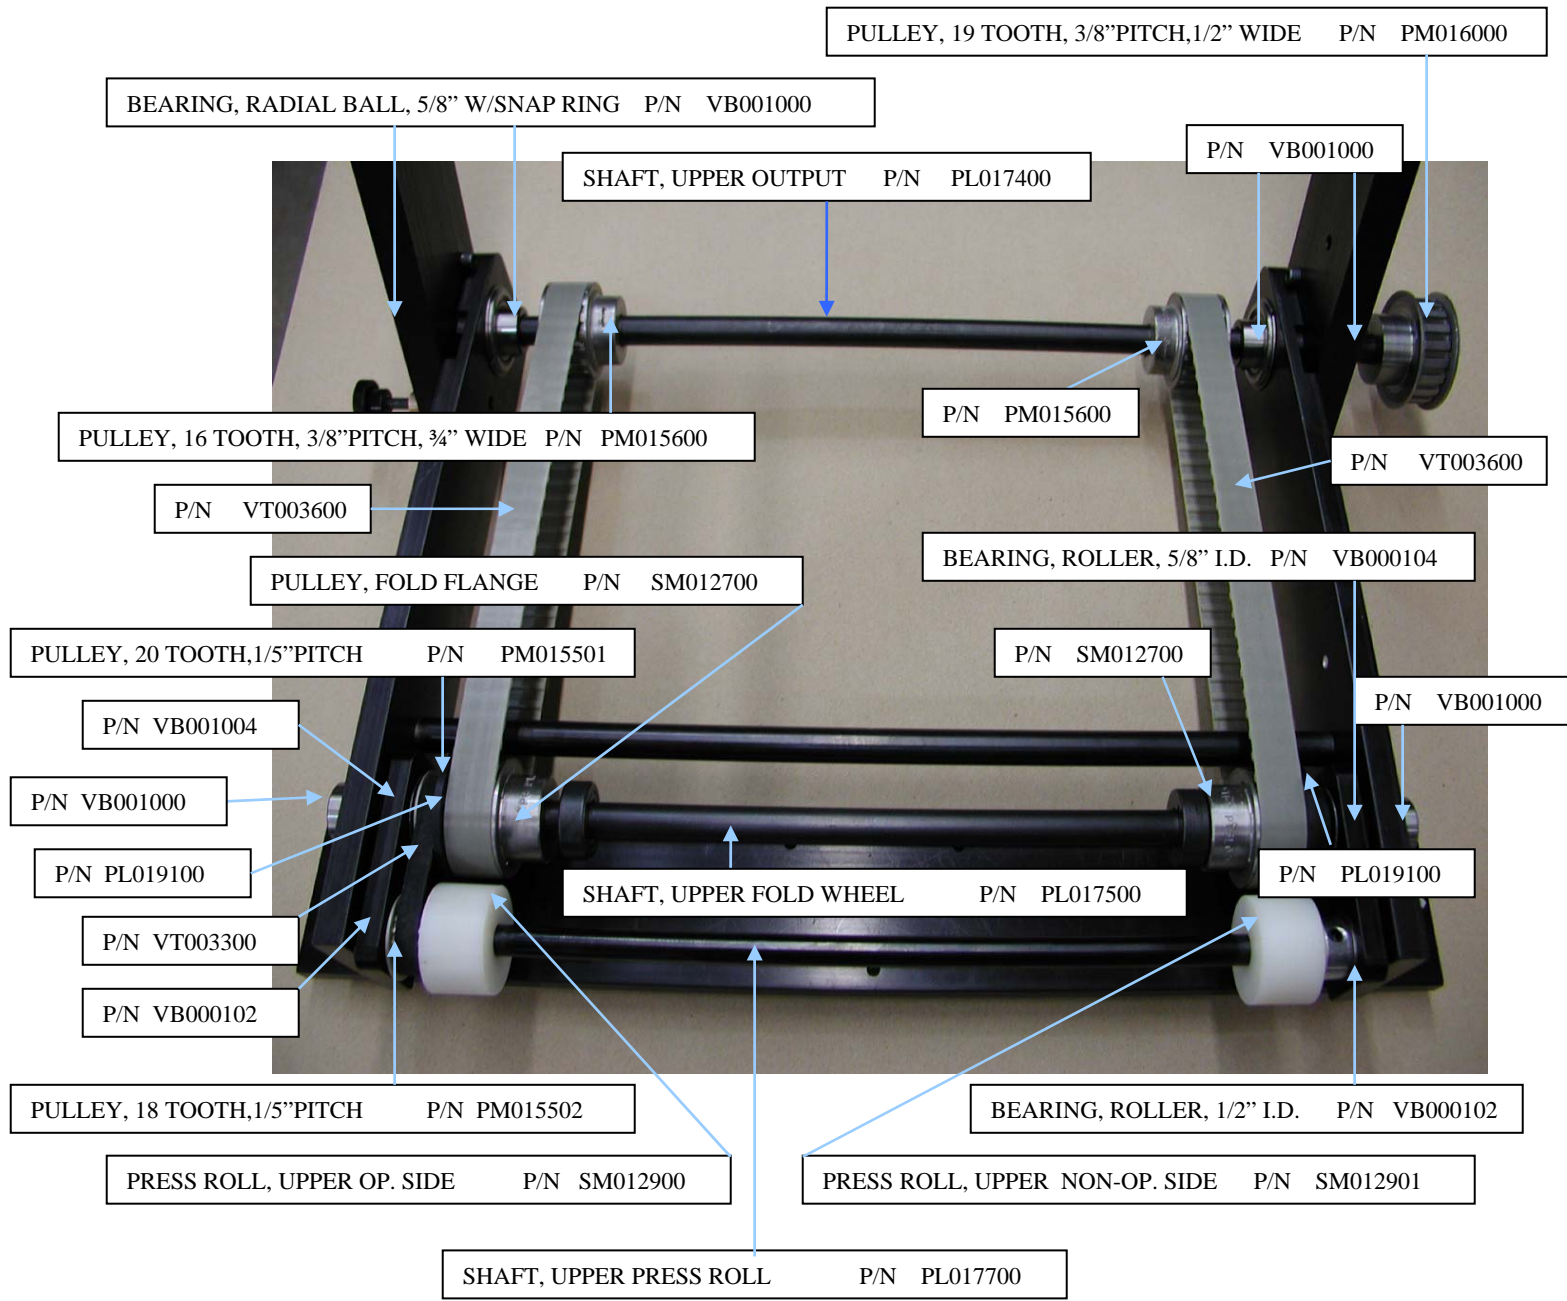 PULLEY, 19 TOOTH, 3/8”PITCH,1/2” WIDE P/N PM016000
BEARING, RADIAL BALL, 5/8” W/SNAP RING P/N VB001000
P/N VB001000
SHAFT, UPPER OUTPUT P/N PL017400
P/N PM015600
PULLEY, 16 TOOTH, 3/8”PITCH, ¾” WIDE P/N PM015600
P/N VT003600
P/N VT003600
BEARING, ROLLER, 5/8” I.D. P/N VB000104
PULLEY, FOLD FLANGE P/N SM012700
PULLEY, 20 TOOTH,1/5”PITCH P/N PM015501
P/N SM012700
P/N VB001000
P/N VB001004
P/N VB001000
P/N PL019100
P/N PL019100
SHAFT, UPPER FOLD WHEEL P/N PL017500
P/N VT003300
P/N VB000102
PULLEY, 18 TOOTH,1/5”PITCH P/N PM015502
BEARING, ROLLER, 1/2” I.D. P/N VB000102
PRESS ROLL, UPPER OP. SIDE P/N SM012900
PRESS ROLL, UPPER NON-OP. SIDE P/N SM012901
SHAFT, UPPER PRESS ROLL P/N PL017700